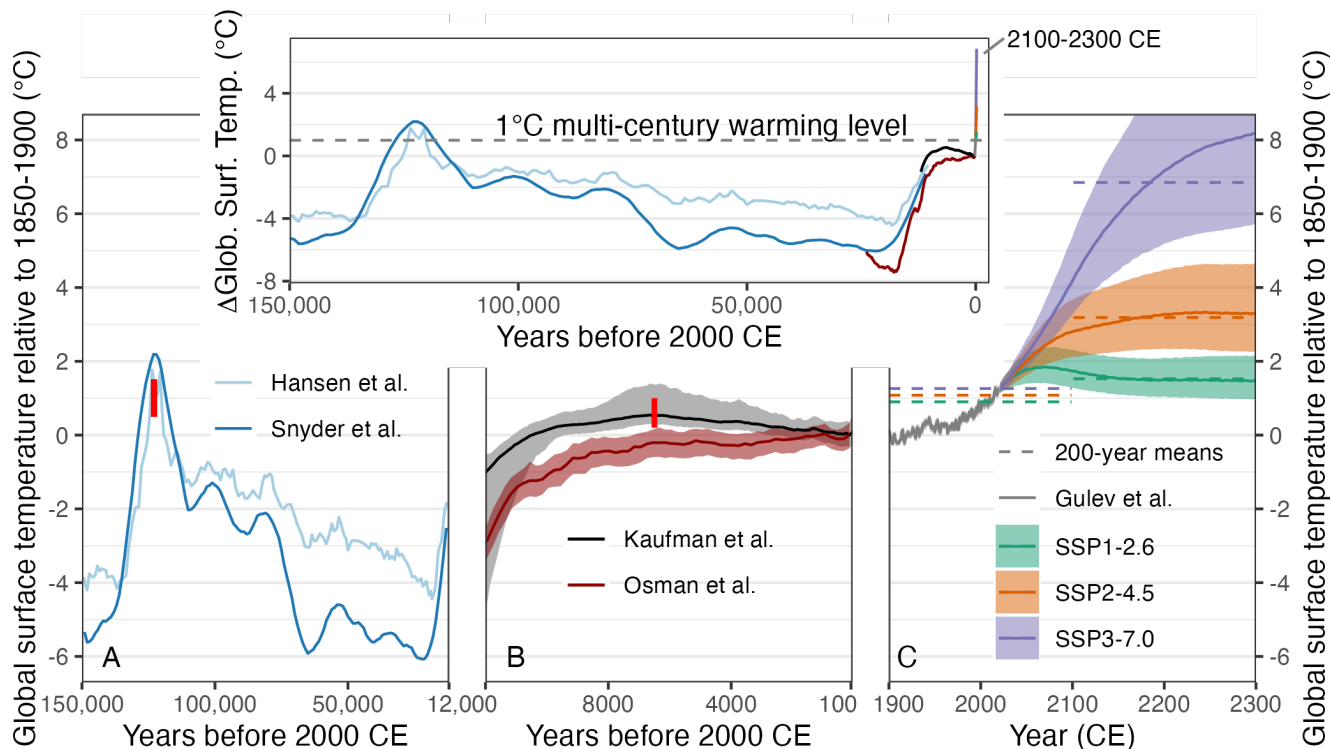 2100-2300 CE
ΔGlob. Surf. Temp. (°C)
4
0
-4
-8
1°C multi-century warming level
150,000 100,000 50,000 0
Years before 2000 CE
Global surface temperature relative to 1850-1900 (°C)
8
6
4
2
0
-2
-4
-6
Hansen et al.
Snyder et al.
A
150,000 100,000 50,000 12,000
Years before 2000 CE
Kaufman et al.
Osman et al.
B
8000 4000 100
Years before 2000 CE
200-year means
Gulev et al.
SSP1-2.6
SSP2-4.5
SSP3-7.0
C
1900 2000 2100 2200 2300
Year (CE)
8
6
4
2
0
-2
-4
-6
Global surface temperature relative to 1850-1900 (°C)